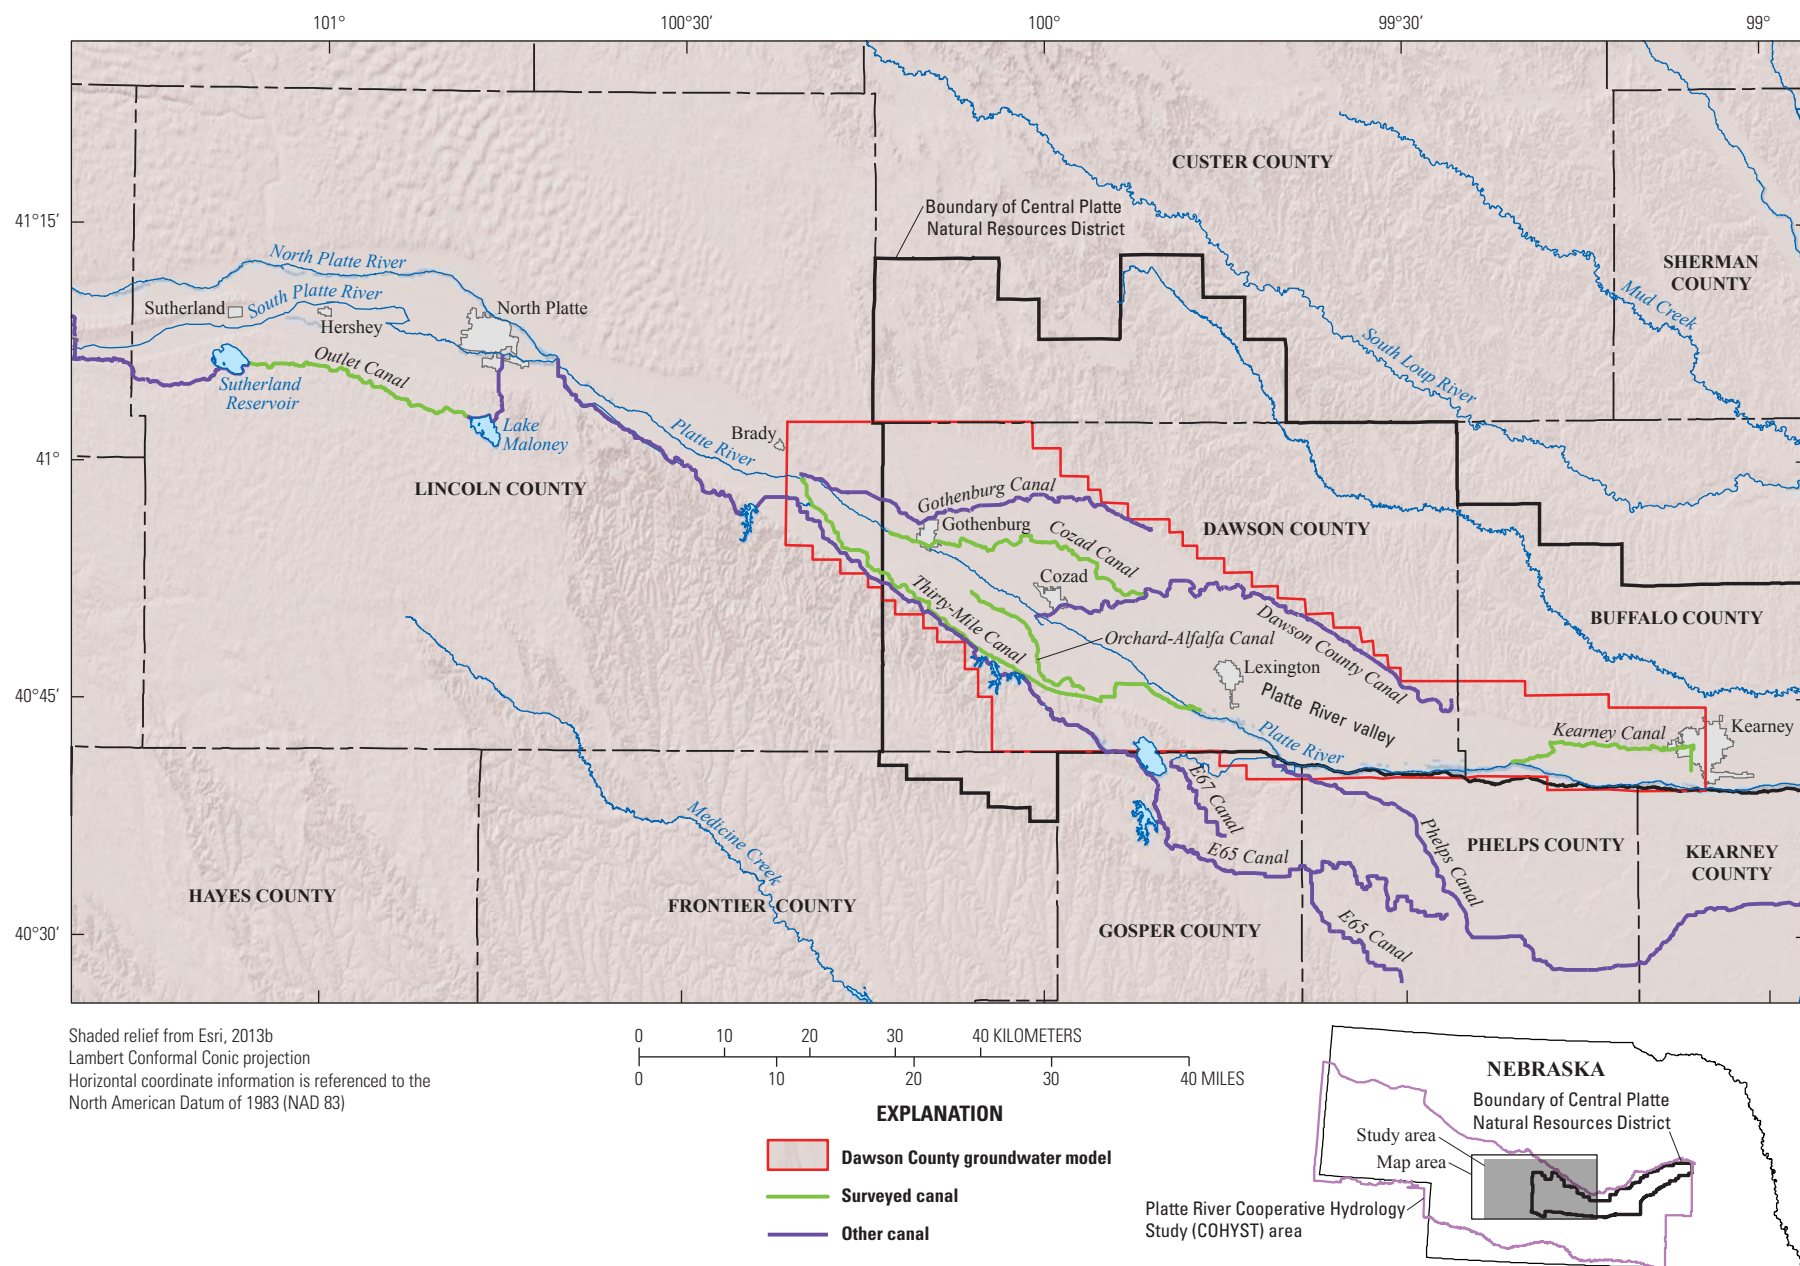 101°
100°30′
100°
99°30′
99°
41°15′
41°
40°45′
40°30′
CUSTER COUNTY
Boundary of Central Platte
Natural Resources District
SHERMAN
COUNTY
Mud Creek
South Loup River
North Platte River
South Platte River
Sutherland
Hershey
North Platte
Outlet Canal
Sutherland
Reservoir
Lake
Maloney
Brady
Platte River
LINCOLN COUNTY
Gothenburg Canal
Gothenburg
Cozad Canal
DAWSON COUNTY
Cozad
Thirty-Mile Canal
Orchard-Alfalfa Canal
Dawson County Canal
BUFFALO COUNTY
Lexington
Platte River valley
Platte River
Kearney Canal
Kearney
E67 Canal
E65 Canal
Phelps Canal
PHELPS COUNTY
KEARNEY
COUNTY
Medicine Creek
HAYES COUNTY
FRONTIER COUNTY
GOSPER COUNTY
E65 Canal
Shaded relief from Esri, 2013b
Lambert Conformal Conic projection
Horizontal coordinate information is referenced to the
North American Datum of 1983 (NAD 83)
0 10 20 30 40 KILOMETERS
0 10 20 30 40 MILES
EXPLANATION
Dawson County groundwater model
Surveyed canal
Other canal
NEBRASKA
Boundary of Central Platte
Natural Resources District
Study area
Map area
Platte River Cooperative Hydrology
Study (COHYST) area